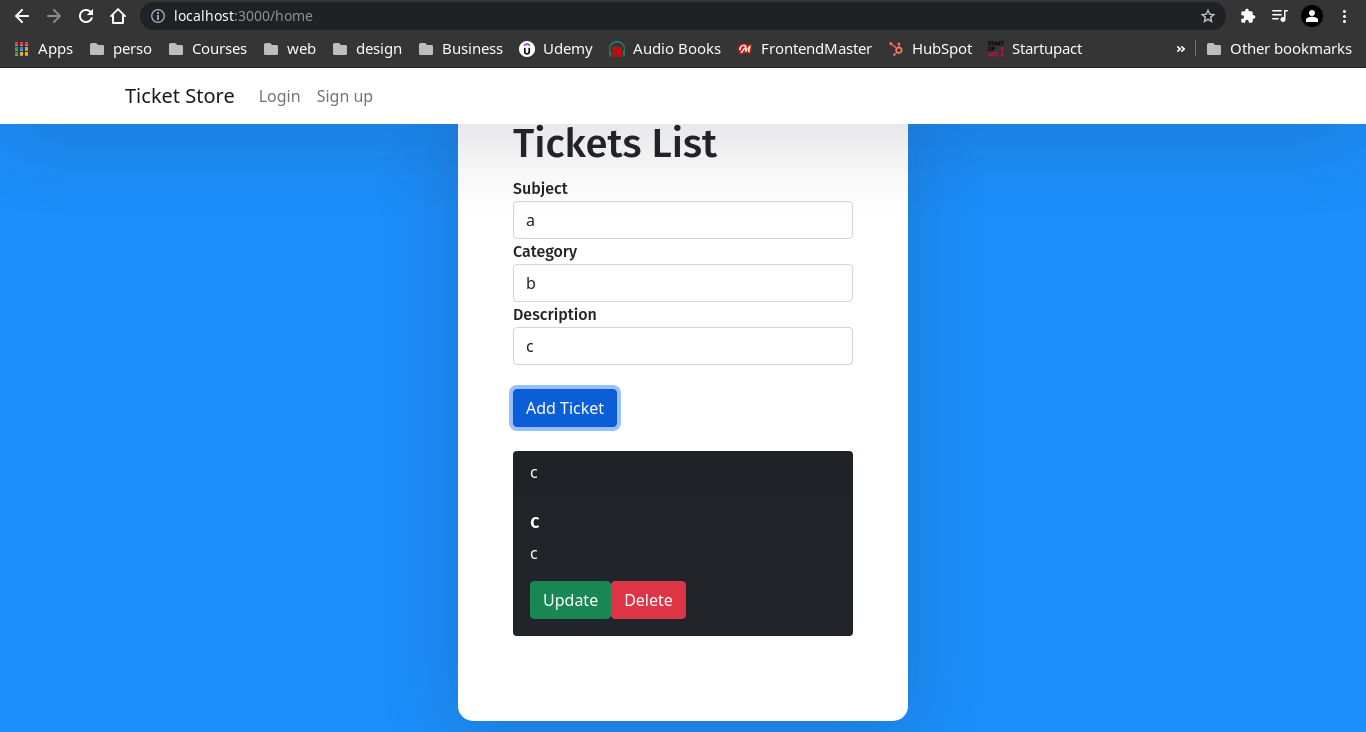 localhost:3000/home
Apps perso Courses web design Business Udemy Audio Books FrontendMaster HubSpot Startupact » Other bookmarks
Ticket Store Login Sign up
Tickets List
Subject
a
Category
b
Description
c
Add Ticket
c
c
c
Update Delete